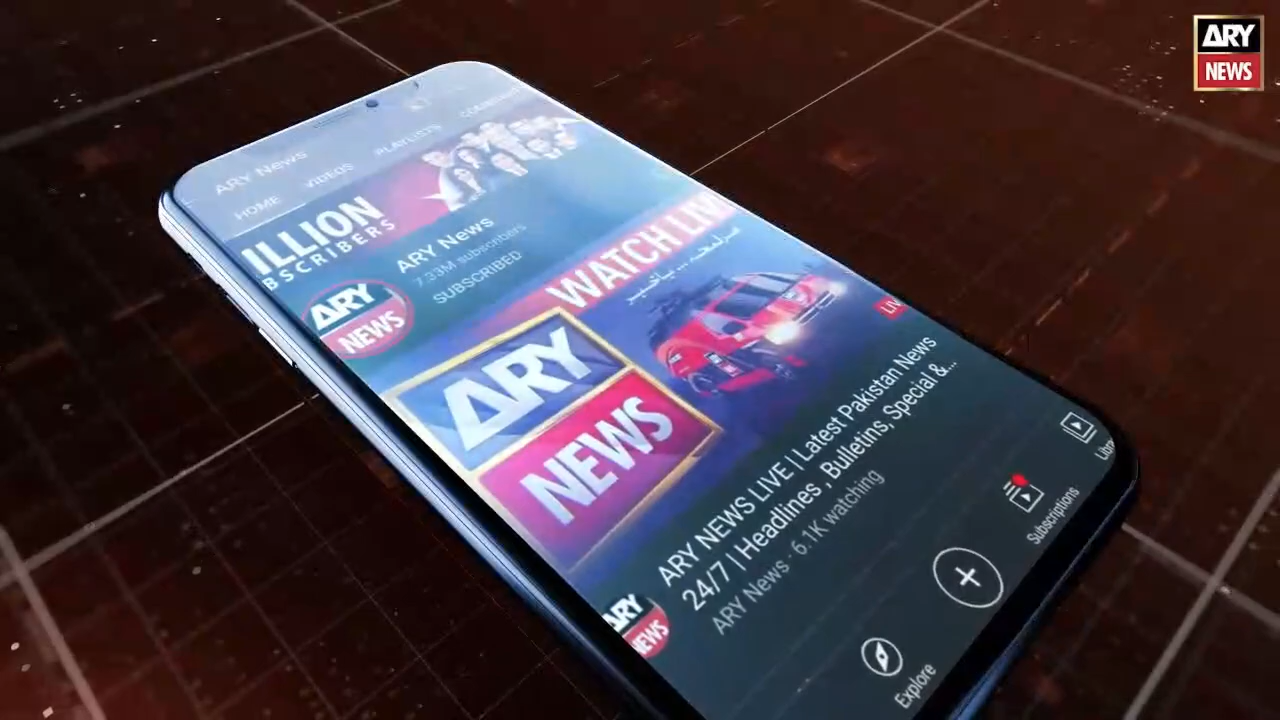 ARY
NEWS
ARY News
HOME
VIDEOS
PLAYLISTS
ILLION
BSCRIBERS
ARY News
7.33M subscribers
SUBSCRIBED
ARY
NEWS
WATCH LIV
LIV
ARY
NEWS
ARY NEWS LIVE | Latest Pakistan News
24/7 | Headlines , Bulletins, Special &...
ARY News · 6.1K watching
ARY
NEWS
Explore
Subscriptions